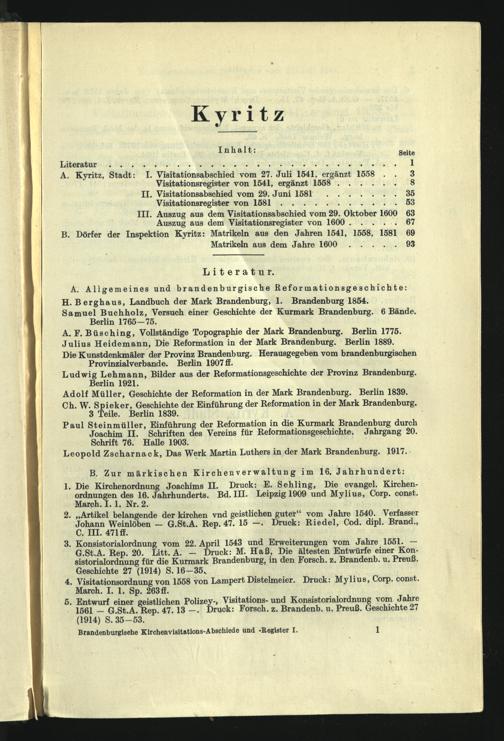 Kyritz
Inhalt:
Seite
Literatur . . . . . . . . . . . . . . . . . . . . . . . . 1
A. Kyritz, Stadt: I. Visitationsabschied vom 27. Juli 1541, ergänzt 1558 . . 3
Visitationsregister von 1541, ergänzt 1558 . . . . . . 8
II. Visitationsabschied vom 29. Juni 1581 . . . . . . . 35
Visitationsregister von 1581 . . . . . . . . . . . 53
III. Auszug aus dem Visitationsabschied vom 29. Oktober 1600 63
Auszug aus dem Visitationsregister von 1600 . . . . . 67
B. Dörfer der Inspektion Kyritz: Matrikeln aus den Jahren 1541, 1558, 1581 69
Matrikeln aus dem Jahre 1600 . . . . . 93
Literatur.
A. Allgemeines und brandenburgische Reformationsgeschichte:
H. Berghaus, Landbuch der Mark Brandenburg, 1. Brandenburg 1854.
Samuel Buchholz, Versuch einer Geschichte der Kurmark Brandenburg. 6 Bände.
Berlin 1765—75.
A. F. Büsching, Vollständige Topographie der Mark Brandenburg. Berlin 1775.
Julius Heidemann, Die Reformation in der Mark Brandenburg. Berlin 1889.
Die Kunstdenkmäler der Provinz Brandenburg. Herausgegeben vom brandenburgischen
Provinzialverbande. Berlin 1907ff.
Ludwig Lehmann, Bilder aus der Reformationsgeschichte der Provinz Brandenburg.
Berlin 1921.
Adolf Müller, Geschichte der Reformation in der Mark Brandenburg. Berlin 1839.
Ch. W. Spieker, Geschichte der Einführung der Reformation in der Mark Brandenburg.
3 Teile. Berlin 1839.
Paul Steinmüller, Einführung der Reformation in die Kurmark Brandenburg durch
Joachim II. Schriften des Vereins für Reformationsgeschichte. Jahrgang 20.
Schrift 76. Halle 1903.
Leopold Zscharnack, Das Werk Martin Luthers in der Mark Brandenburg. 1917.
B. Zur märkischen Kirchenverwaltung im 16. Jahrhundert:
1. Die Kirchenordnung Joachims II. Druck: E. Sehling, Die evangel. Kirchen-
ordnungen des 16. Jahrhunderts. Bd. III. Leipzig 1909 und Mylius, Corp. const.
March. I. 1, Nr. 2.
2. „Artikel belangende der kirchen vnd geistlichen guter“ vom Jahre 1540. Verfasser
Johann Weinlöben — G.St.A. Rep. 47. 15 —. Druck: Riedel, Cod. dipl. Brand.,
C. III. 471ff.
3. Konsistorialordnung vom 22. April 1543 und Erweiterungen vom Jahre 1551. —
G.St.A. Rep. 20. Litt. A. — Druck: M. Haß, Die ältesten Entwürfe einer Kon-
sistorialordnung für die Kurmark Brandenburg, in den Forsch. z. Brandenb. u. Preuß.
Geschichte 27 (1914) S. 16—35.
4. Visitationsordnung von 1558 von Lampert Distelmeier. Druck: Mylius, Corp. const.
March. I. 1. Sp. 263ff.
5. Entwurf einer geistlichen Polizey-, Visitations- und Konsistorialordnung vom Jahre
1561 — G.St.A. Rep. 47. 13 —. Druck: Forsch. z. Brandenb. u. Preuß. Geschichte 27
(1914) S. 35—53.
Brandenburgische Kirchenvisitations-Abschiede und -Register I. 1